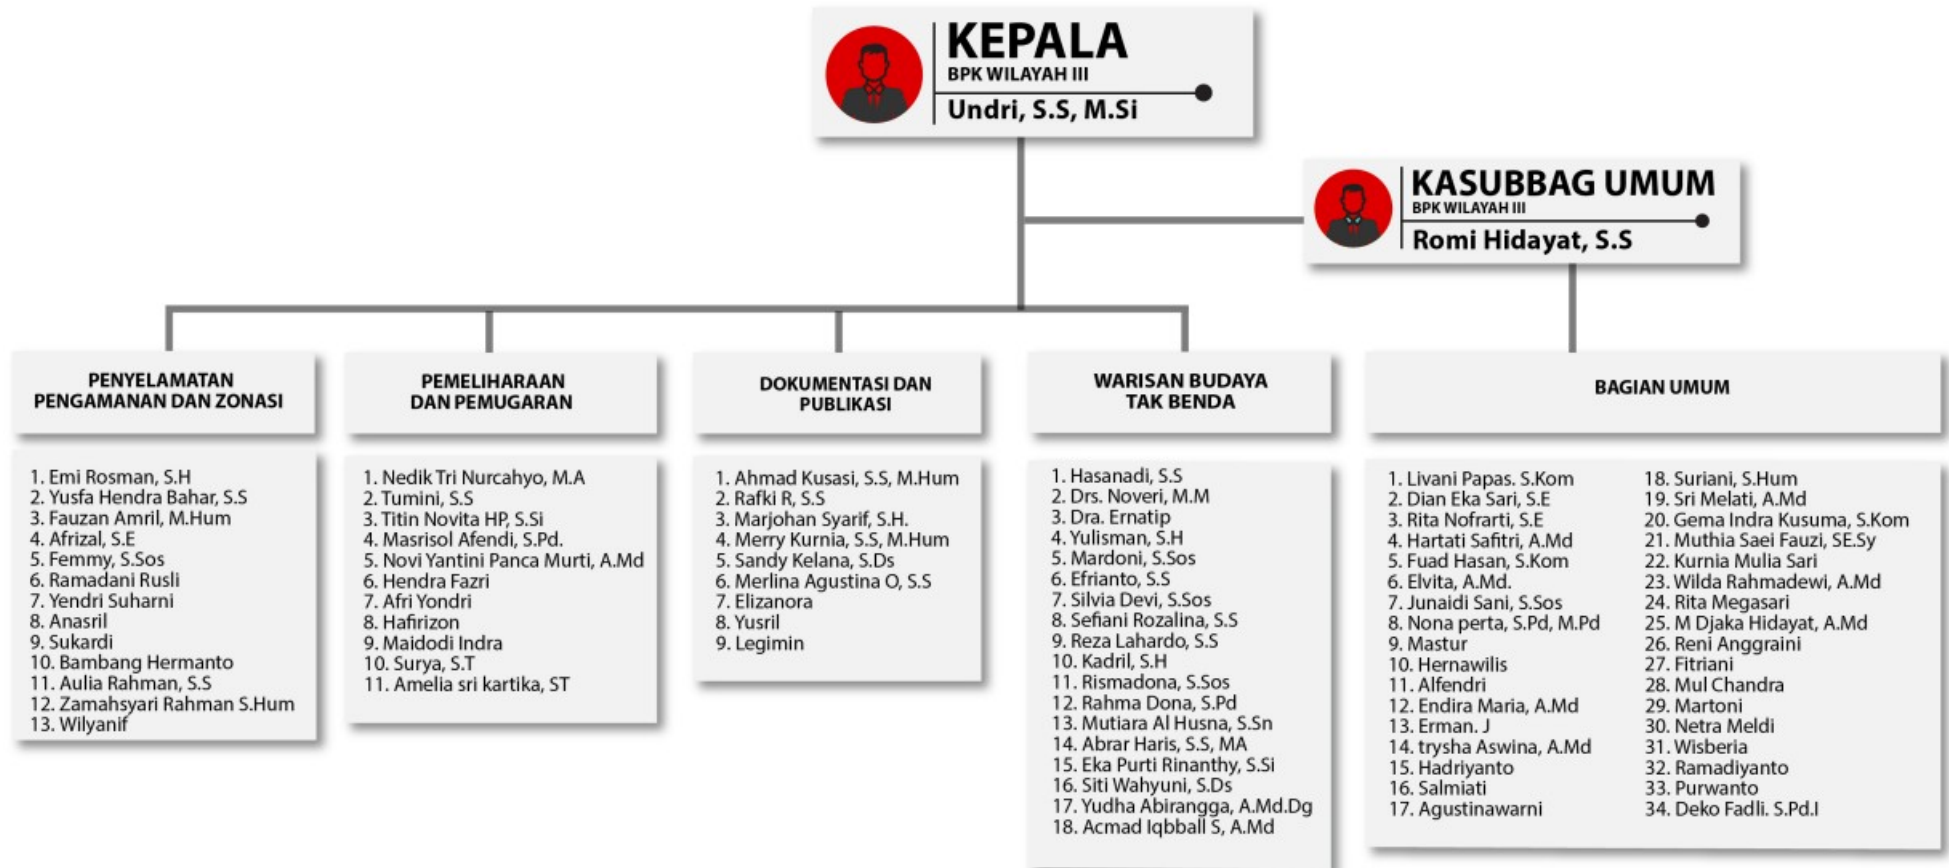 KEPALA
BPK WILAYAH III
Undri, S.S, M.Si
KASUBBAG UMUM
BPK WILAYAH III
Romi Hidayat, S.S
PENYELAMATAN
PENGAMANAN DAN ZONASI
1. Emi Rosman, S.H
2. Yusfa Hendra Bahar, S.S
3. Fauzan Amril, M.Hum
4. Afrizal, S.E
5. Femmy, S.Sos
6. Ramadani Rusli
7. Yendri Suharni
8. Anasril
9. Sukardi
10. Bambang Hermanto
11. Aulia Rahman, S.S
12. Zamahsyari Rahman S.Hum
13. Wilyanif
PEMELIHARAAN
DAN PEMUGARAN
1. Nedik Tri Nurcahyo, M.A
2. Tumini, S.S
3. Titin Novita HP, S.Si
4. Masrisol Afendi, S.Pd.
5. Novi Yantini Panca Murti, A.Md
6. Hendra Fazri
7. Afri Yondri
8. Hafirizon
9. Maidodi Indra
10. Surya, S.T
11. Amelia sri kartika, ST
DOKUMENTASI DAN
PUBLIKASI
1. Ahmad Kusasi, S.S, M.Hum
2. Rafki R, S.S
3. Marjohan Syarif, S.H.
4. Merry Kurnia, S.S, M.Hum
5. Sandy Kelana, S.Ds
6. Merlina Agustina O, S.S
7. Elizanora
8. Yusril
9. Legimin
WARISAN BUDAYA
TAK BENDA
1. Hasanadi, S.S
2. Drs. Noveri, M.M
3. Dra. Ernatip
4. Yulisman, S.H
5. Mardoni, S.Sos
6. Efrianto, S.S
7. Silvia Devi, S.Sos
8. Sefiani Rozalina, S.S
9. Reza Lahardo, S.S
10. Kadril, S.H
11. Rismadona, S.Sos
12. Rahma Dona, S.Pd
13. Mutiara Al Husna, S.Sn
14. Abrar Haris, S.S, MA
15. Eka Purti Rinanthy, S.Si
16. Siti Wahyuni, S.Ds
17. Yudha Abirangga, A.Md.Dg
18. Acmad Iqbball S, A.Md
BAGIAN UMUM
1. Livani Papas. S.Kom
2. Dian Eka Sari, S.E
3. Rita Nofrarti, S.E
4. Hartati Safitri, A.Md
5. Fuad Hasan, S.Kom
6. Elvita, A.Md.
7. Junaidi Sani, S.Sos
8. Nona perta, S.Pd, M.Pd
9. Mastur
10. Hernawilis
11. Alfendri
12. Endira Maria, A.Md
13. Erman. J
14. trysha Aswina, A.Md
15. Hadriyanto
16. Salmiati
17. Agustinawarni
18. Suriani, S.Hum
19. Sri Melati, A.Md
20. Gema Indra Kusuma, S.Kom
21. Muthia Saei Fauzi, SE.Sy
22. Kurnia Mulia Sari
23. Wilda Rahmadewi, A.Md
24. Rita Megasari
25. M Djaka Hidayat, A.Md
26. Reni Anggraini
27. Fitriani
28. Mul Chandra
29. Martoni
30. Netra Meldi
31. Wisberia
32. Ramadiyanto
33. Purwanto
34. Deko Fadli. S.Pd.I